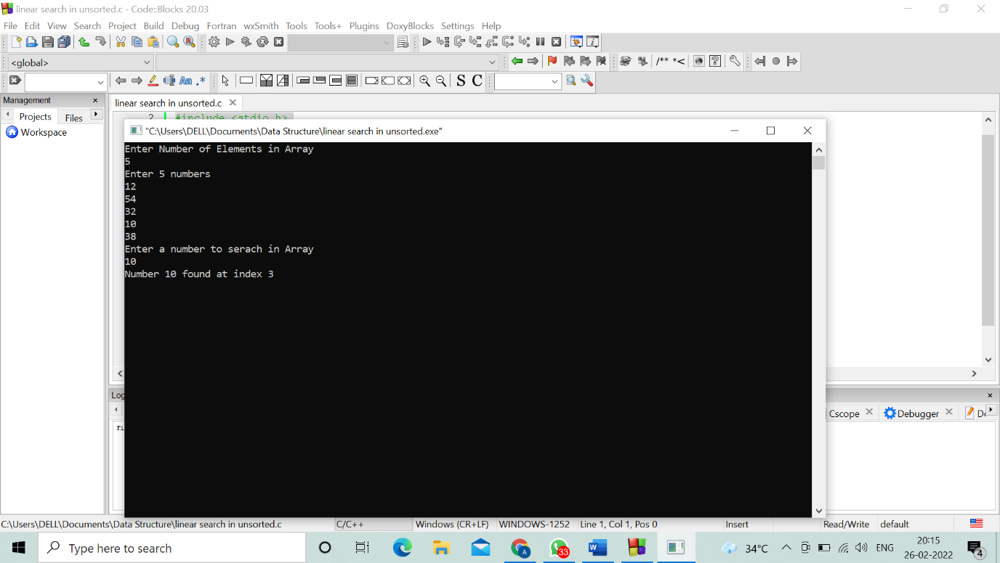 linear search in unsorted.c - Code::Blocks 20.03
File Edit View Search Project Build Debug Fortran wxSmith Tools Tools+ Plugins DoxyBlocks Settings Help
<global>
/** *<
Aa .* S C
Management
linear search in unsorted.c
Projects Files
2 #include <stdio.h>
Workspace
"C:\Users\DELL\Documents\Data Structure\linear search in unsorted.exe"
Enter Number of Elements in Array
5
Enter 5 numbers
12
54
32
10
38
Enter a number to serach in Array
10
Number 10 found at index 3
Cscope Debugger
C:\Users\DELL\Documents\Data Structure\linear search in unsorted.c C/C++ Windows (CR+LF) WINDOWS-1252 Line 1, Col 1, Pos 0 Insert Read/Write default
Type here to search
A
33
34°C
ENG
20:15
26-02-2022
4